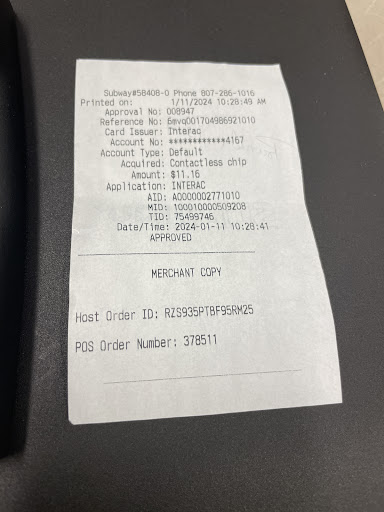 Subway#58408-0 Phone 807-286-1016
Printed on: 1/11/2024 10:28:49 AM
Approval No: 008947
Reference No: 6mvq001704986921010
Card Issuer: Interac
Account No: ************4167
Account Type: Default
Acquired: Contactless chip
Amount: $11.16
Application: INTERAC
AID: A0000002771010
MID: 100010000509208
TID: 75499746
Date/Time: 2024-01-11 10:28:41
APPROVED
MERCHANT COPY
Host Order ID: RZS935PTBF95RM25
POS Order Number: 378511